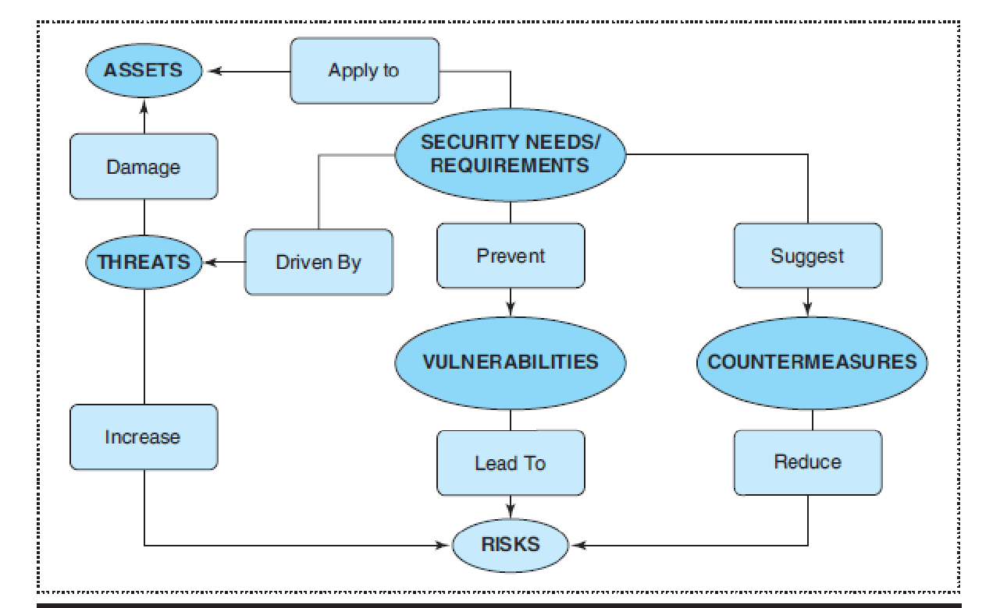 ASSETS
Apply to
SECURITY NEEDS/
REQUIREMENTS
Damage
THREATS
Driven By
Prevent
Suggest
VULNERABILITIES
COUNTERMEASURES
Increase
Lead To
Reduce
RISKS